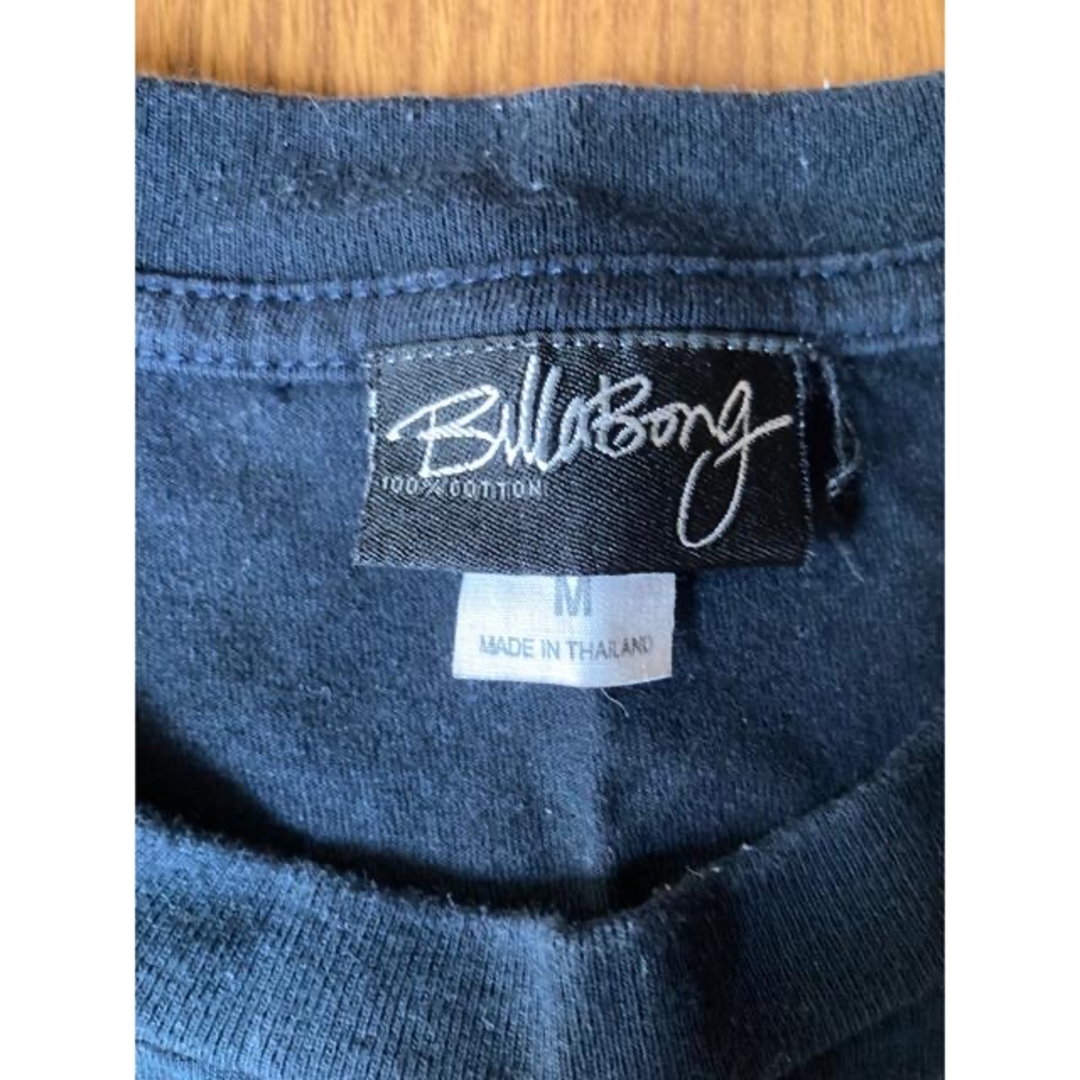 BillaBong
100% COTTON
M
MADE IN THAILAND